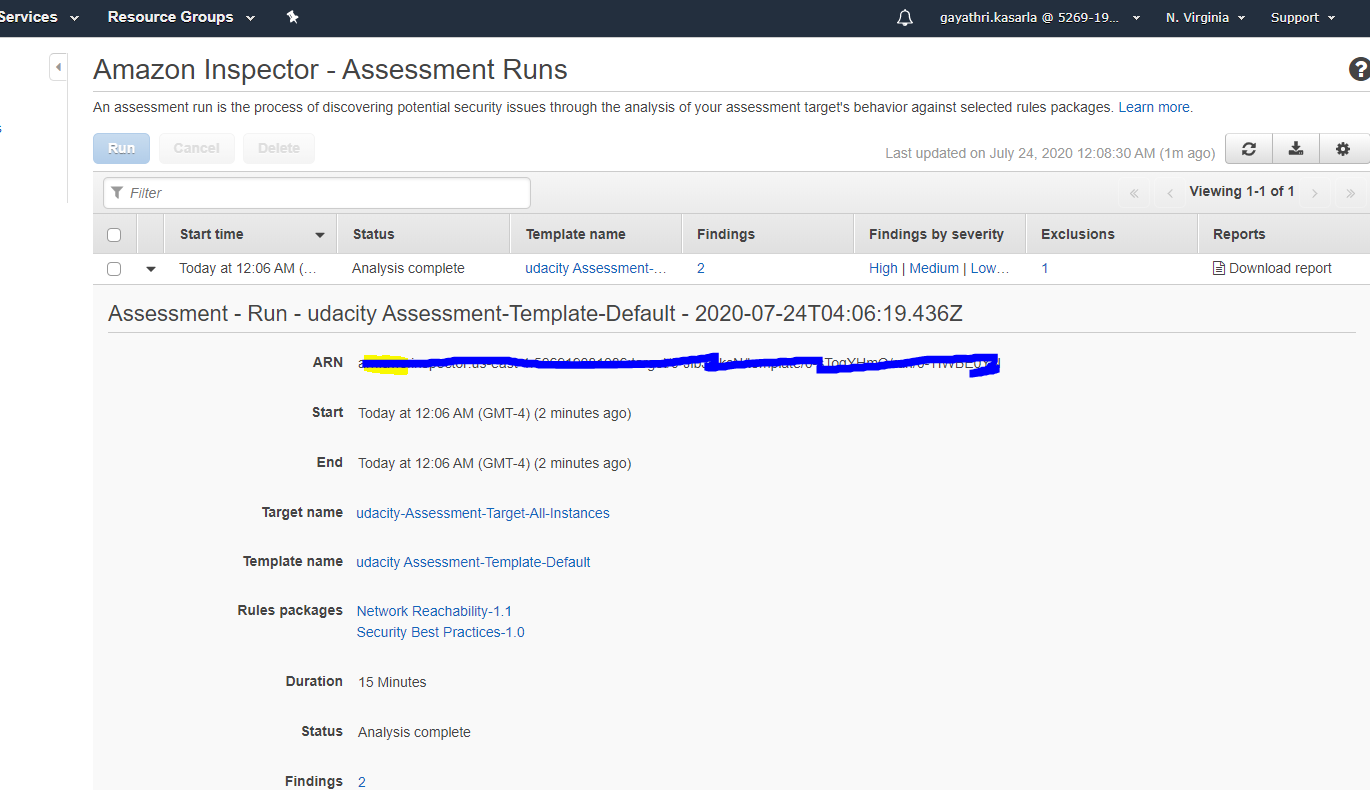 Services Resource Groups gayathri.kasarla @ 5269-19... N. Virginia Support
Amazon Inspector - Assessment Runs
An assessment run is the process of discovering potential security issues through the analysis of your assessment target's behavior against selected rules packages. Learn more.
Run Cancel Delete
Last updated on July 24, 2020 12:08:30 AM (1m ago)
Filter
Viewing 1-1 of 1
Start time Status Template name Findings Findings by severity Exclusions Reports
Today at 12:06 AM (… Analysis complete udacity Assessment-… 2 High | Medium | Low… 1 Download report
Assessment - Run - udacity Assessment-Template-Default - 2020-07-24T04:06:19.436Z
ARN
Start Today at 12:06 AM (GMT-4) (2 minutes ago)
End Today at 12:06 AM (GMT-4) (2 minutes ago)
Target name udacity-Assessment-Target-All-Instances
Template name udacity Assessment-Template-Default
Rules packages Network Reachability-1.1
Security Best Practices-1.0
Duration 15 Minutes
Status Analysis complete
Findings 2